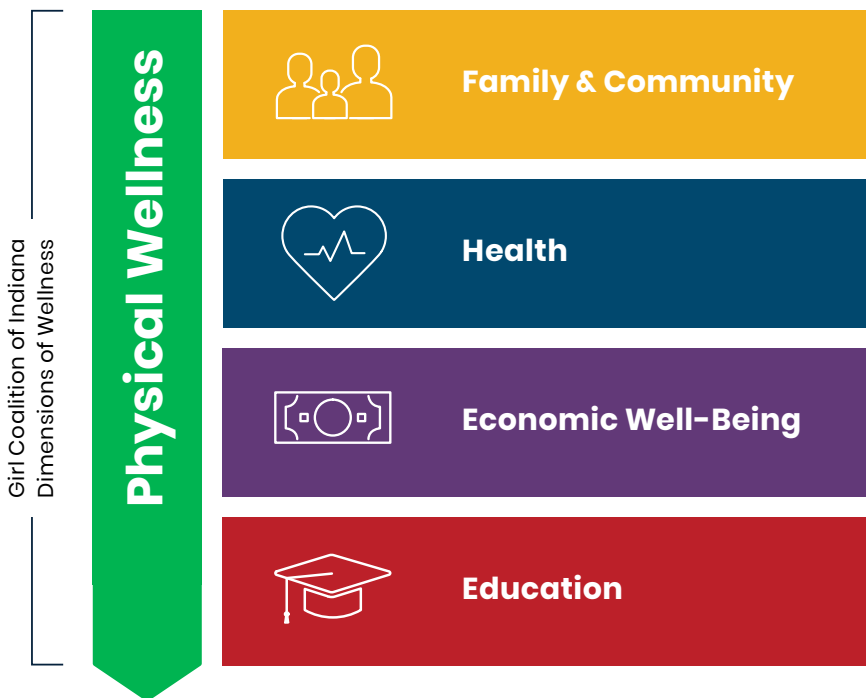 Girl Coalition of Indiana
Dimensions of Wellness
Physical Wellness
Family & Community
Health
Economic Well-Being
Education